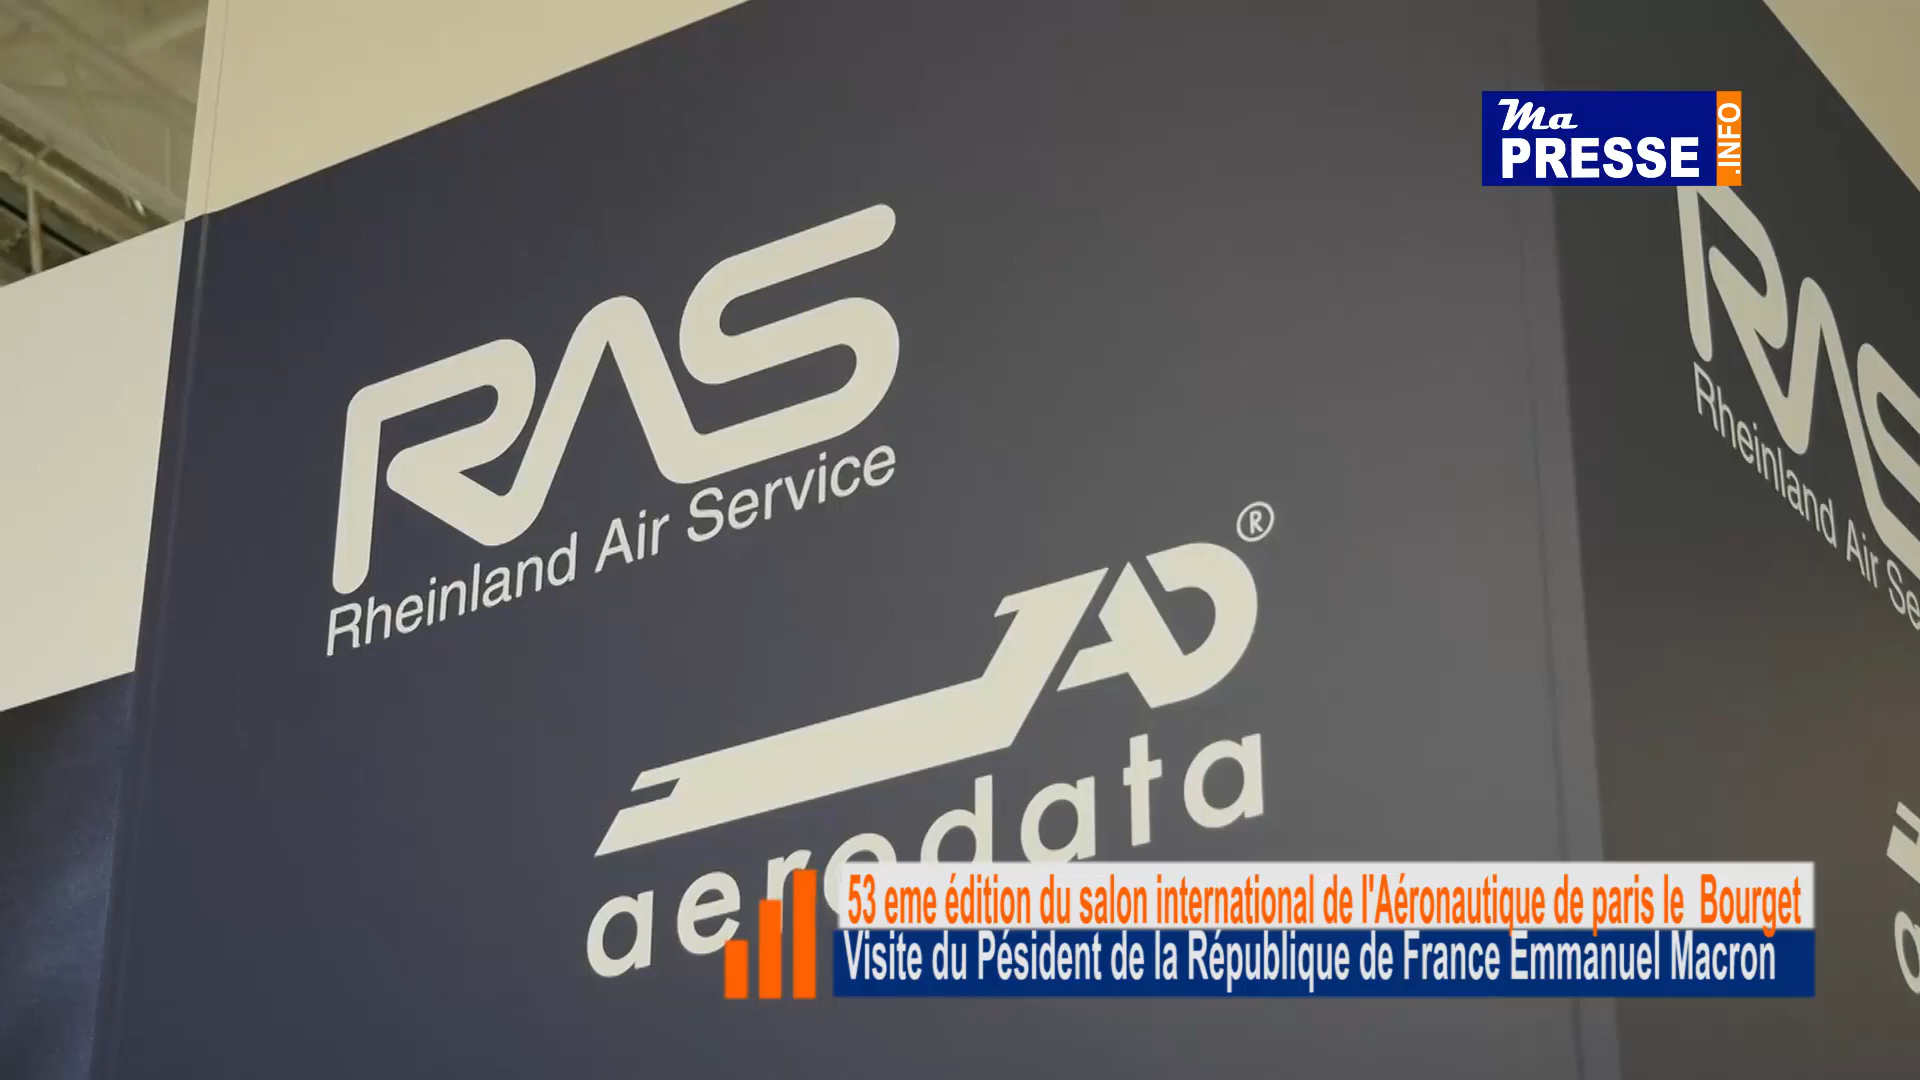 Ma
PRESSE
.INFO
RAS
Rheinland Air Service
RAS
Rheinland Air Se
AD®
aerodata
53 eme édition du salon international de l'Aéronautique de paris le Bourget
Visite du Pésident de la République de France Emmanuel Macron